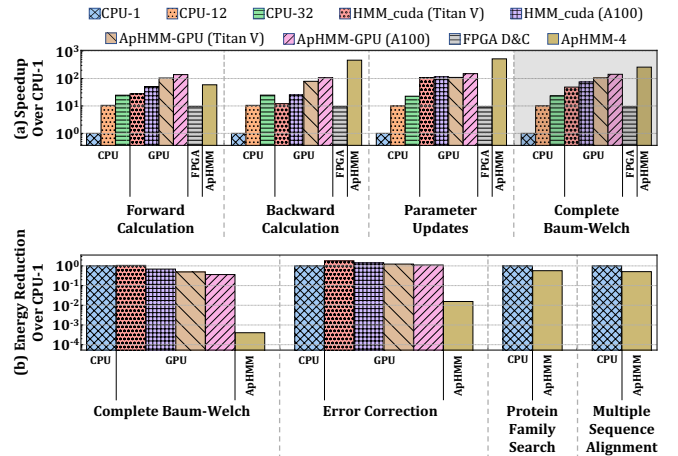 CPU-1 CPU-12 CPU-32 HMM_cuda (Titan V) HMM_cuda (A100)
ApHMM-GPU (Titan V) ApHMM-GPU (A100) FPGA D&C ApHMM-4
(a) Speedup
Over CPU-1
10³
10²
10¹
10⁰
CPU GPU FPGA ApHMM CPU GPU FPGA ApHMM CPU GPU FPGA ApHMM CPU GPU FPGA ApHMM
Forward Backward Parameter Complete
Calculation Calculation Updates Baum-Welch
(b) Energy Reduction
Over CPU-1
10⁰
10⁻¹
10⁻²
10⁻³
10⁻⁴
CPU GPU ApHMM CPU GPU ApHMM CPU ApHMM CPU ApHMM
Complete Baum-Welch Error Correction Protein Multiple
Family Sequence
Search Alignment